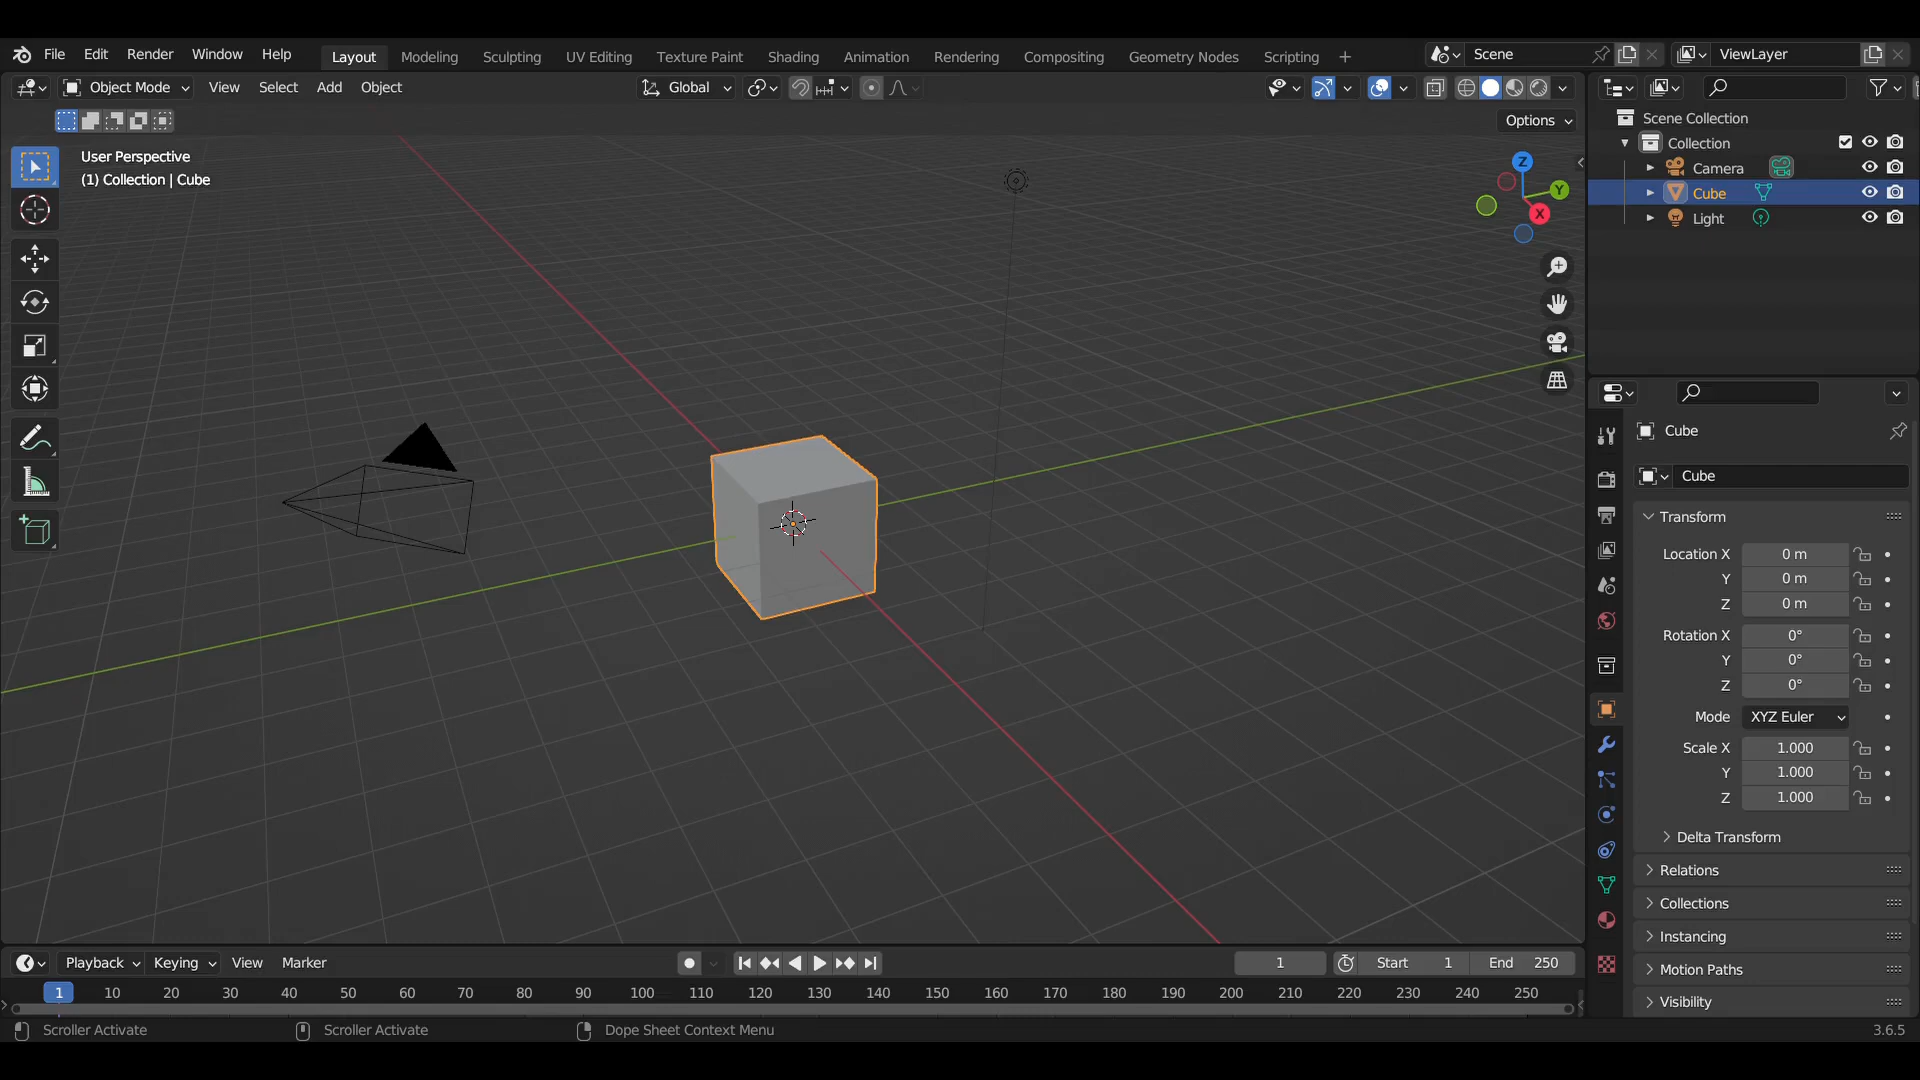 File Edit Render Window Help Layout Modeling Sculpting UV Editing Texture Paint Shading Animation Rendering Compositing Geometry Nodes Scripting + Scene ViewLayer
Object Mode View Select Add Object Global
Options
User Perspective
(1) Collection | Cube
Z
Y
X
Scene Collection
Collection
Camera
Cube
Light
Cube
Cube
Transform
Location X 0 m
Y 0 m
Z 0 m
Rotation X 0°
Y 0°
Z 0°
Mode XYZ Euler
Scale X 1.000
Y 1.000
Z 1.000
Delta Transform
Relations
Collections
Instancing
Motion Paths
Visibility
Playback Keying View Marker 1 Start 1 End 250
1 10 20 30 40 50 60 70 80 90 100 110 120 130 140 150 160 170 180 190 200 210 220 230 240 250
Scroller Activate Scroller Activate Dope Sheet Context Menu 3.6.5